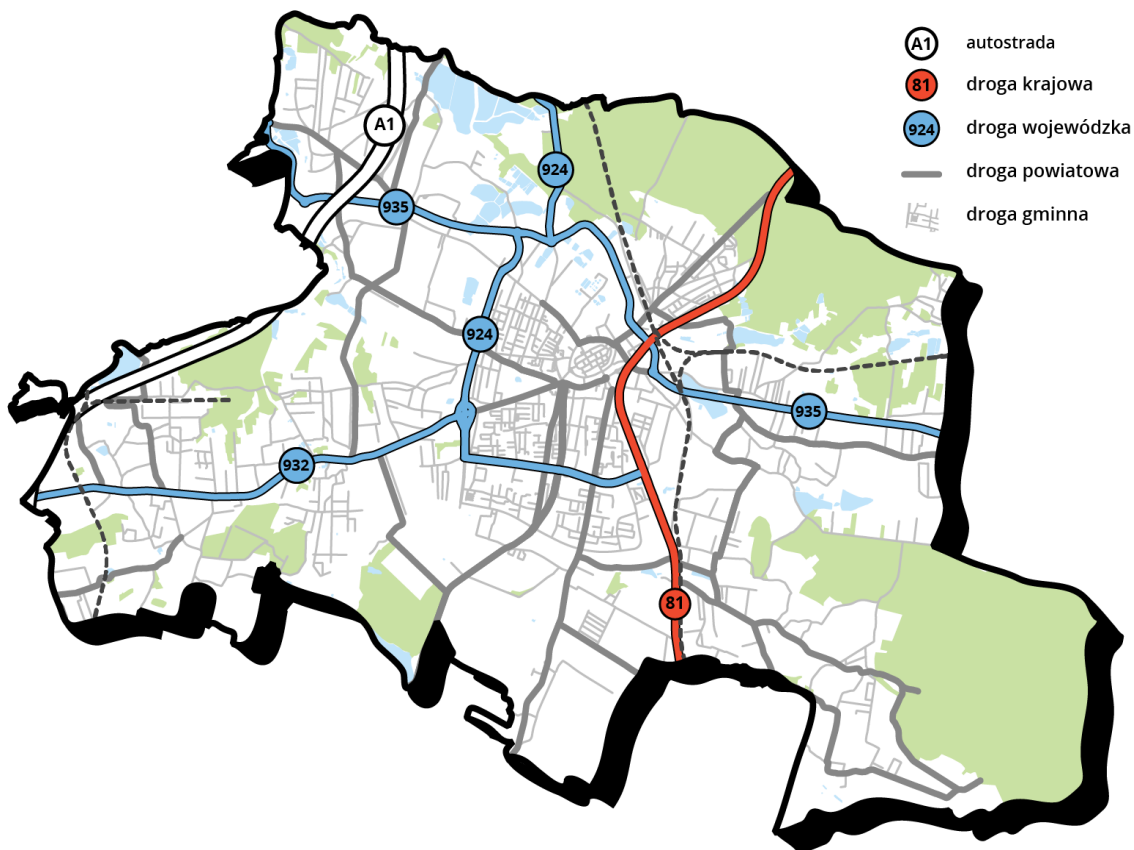 A1 autostrada
81 droga krajowa
924 droga wojewódzka
droga powiatowa
droga gminna
A1
924
935
924
935
932
81